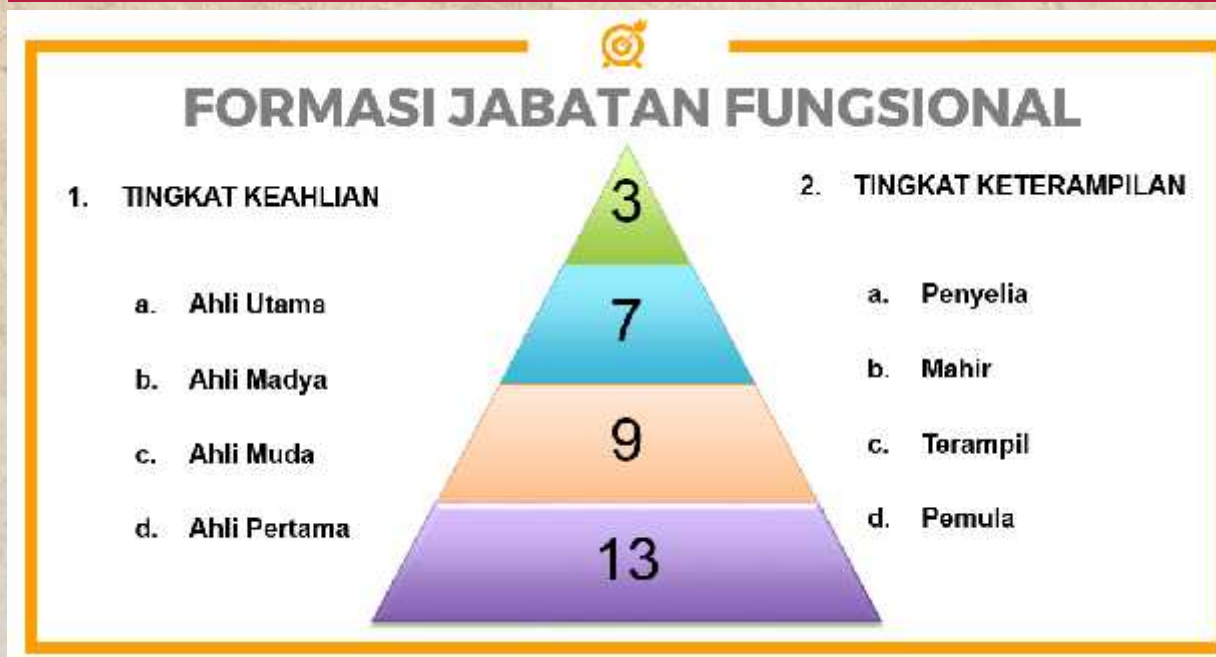 FORMASI JABATAN FUNGSIONAL
1. TINGKAT KEAHLIAN
a. Ahli Utama
b. Ahli Madya
c. Ahli Muda
d. Ahli Pertama
3
7
9
13
2. TINGKAT KETERAMPILAN
a. Penyelia
b. Mahir
c. Terampil
d. Pemula